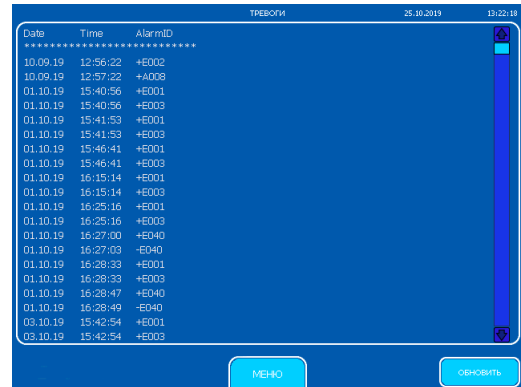 ТРЕВОГИ 25.10.2019 13:22:18
Date Time AlarmID
****************************
10.09.19 12:56:22 +E002
10.09.19 12:57:22 +A008
01.10.19 15:40:56 +E001
01.10.19 15:40:56 +E003
01.10.19 15:41:53 +E001
01.10.19 15:41:53 +E003
01.10.19 15:46:41 +E001
01.10.19 15:46:41 +E003
01.10.19 16:15:14 +E001
01.10.19 16:15:14 +E003
01.10.19 16:25:16 +E001
01.10.19 16:25:16 +E003
01.10.19 16:27:00 +E040
01.10.19 16:27:03 -E040
01.10.19 16:28:33 +E001
01.10.19 16:28:33 +E003
01.10.19 16:28:47 +E040
01.10.19 16:28:49 -E040
03.10.19 15:42:54 +E001
03.10.19 15:42:54 +E003
МЕНЮ ОБНОВИТЬ